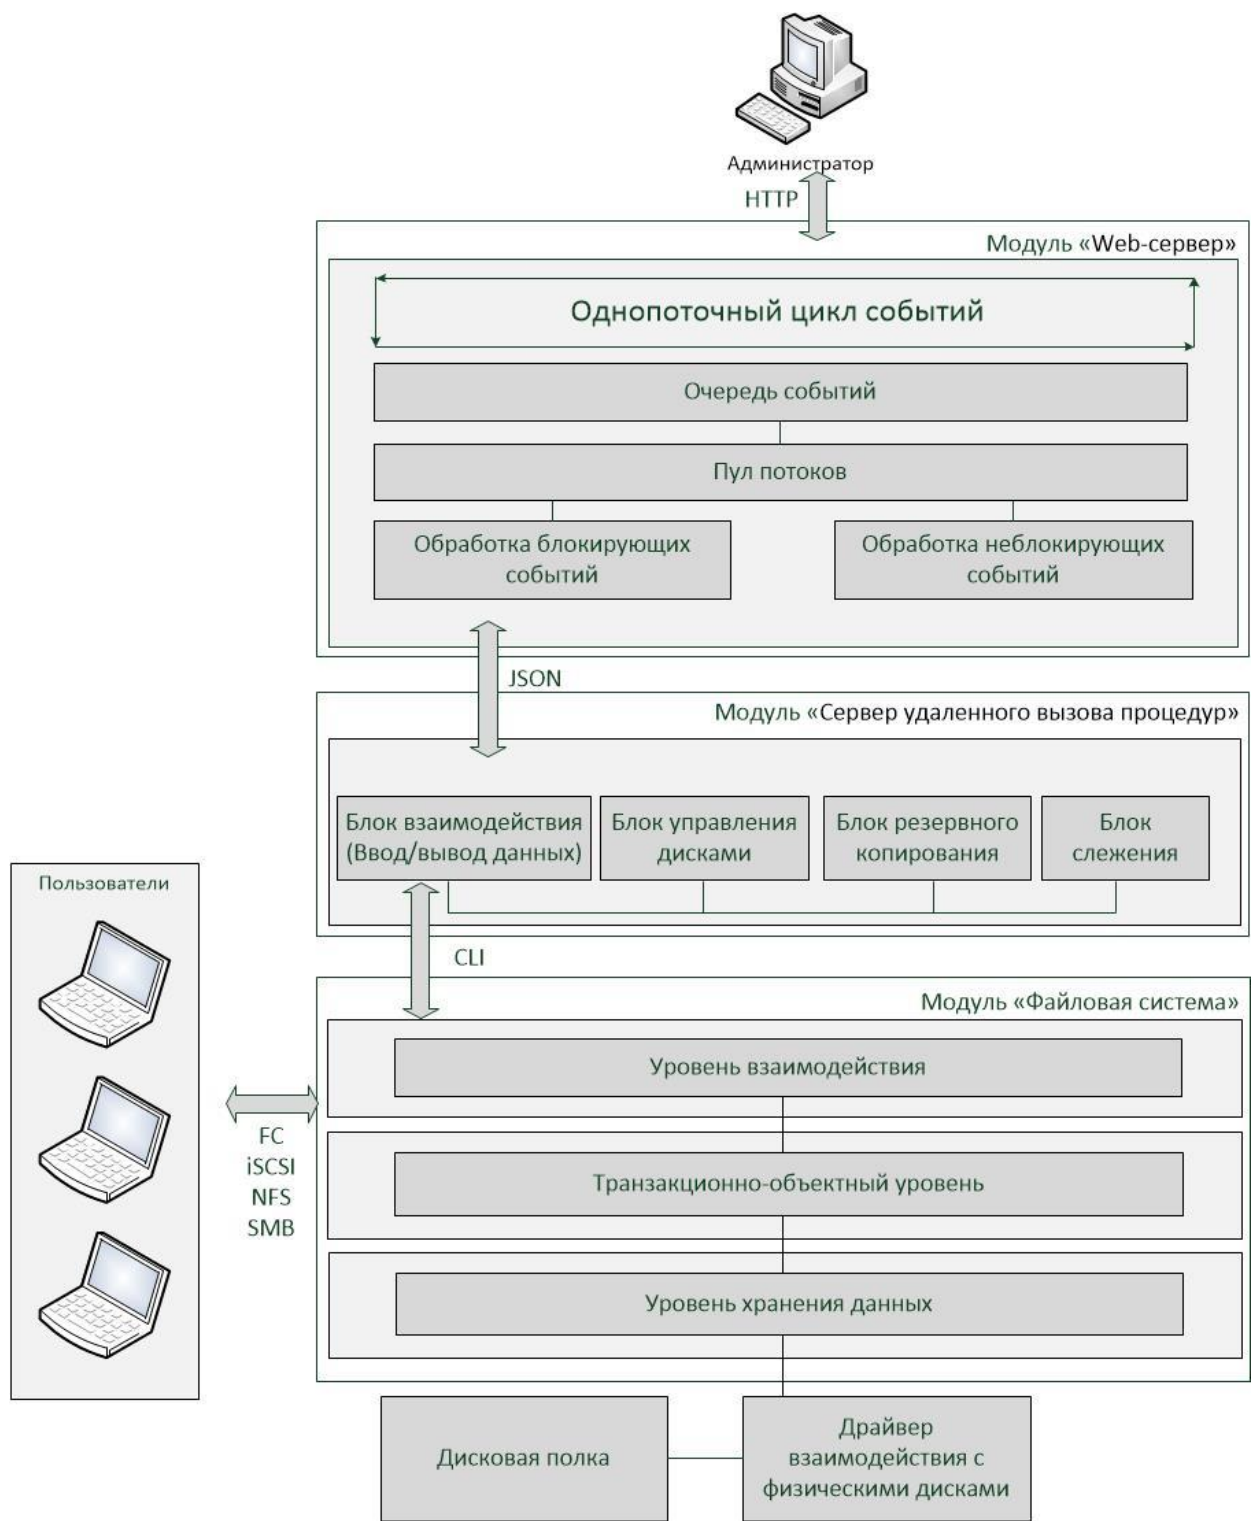 Администратор
HTTP
Модуль «Web-сервер»
Однопоточный цикл событий
Очередь событий
Пул потоков
Обработка блокирующих
событий
Обработка неблокирующих
событий
JSON
Модуль «Сервер удаленного вызова процедур»
Блок взаимодействия
(Ввод/вывод данных)
Блок управления
дисками
Блок резервного
копирования
Блок
слежения
Пользователи
CLI
Модуль «Файловая система»
Уровень взаимодействия
FC
iSCSI
NFS
SMB
Транзакционно-объектный уровень
Уровень хранения данных
Дисковая полка
Драйвер
взаимодействия с
физическими дисками